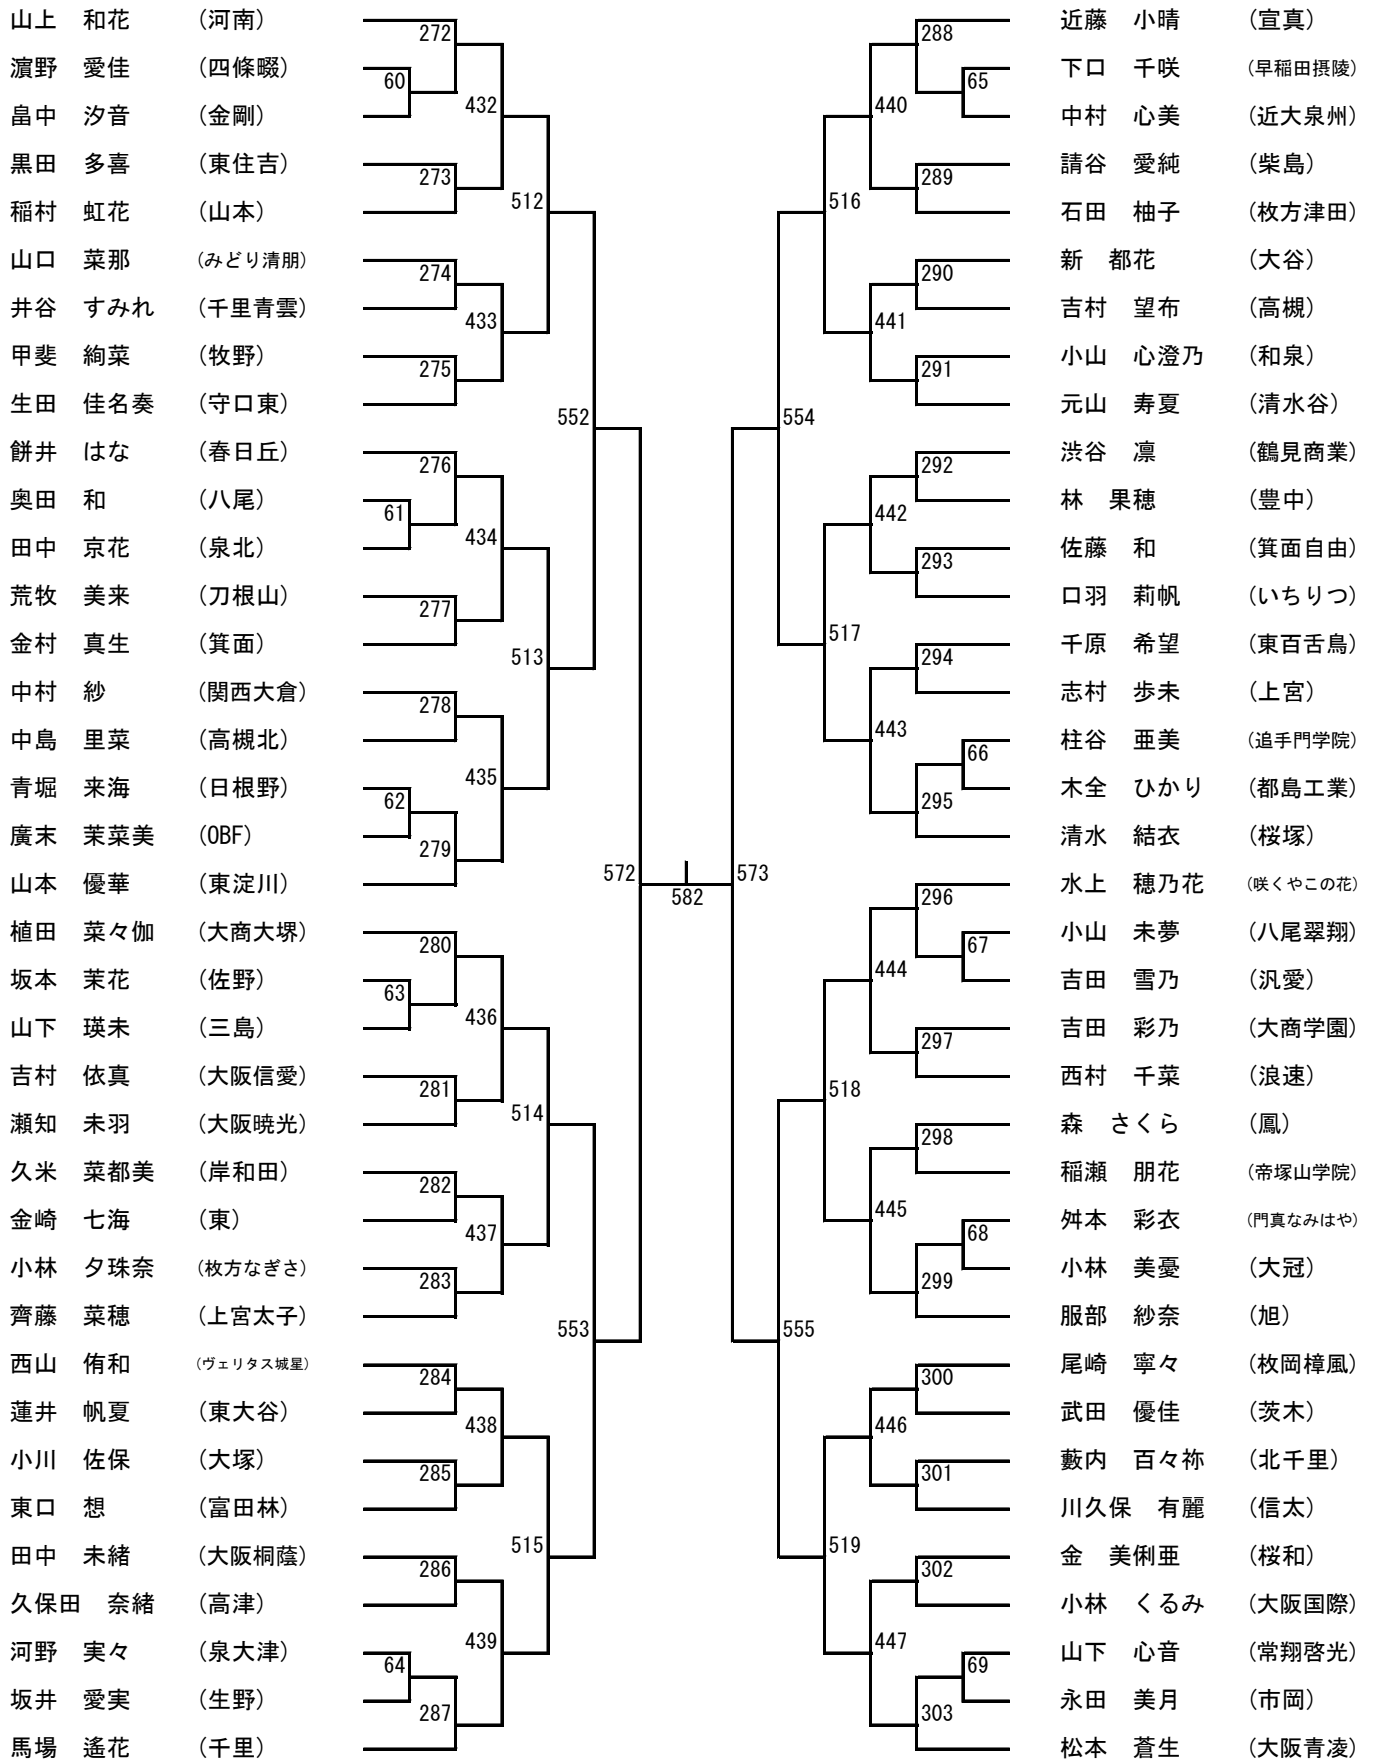 山上　和花　（河南）
濵野　愛佳　（四條畷）
畠中　汐音　（金剛）
黒田　多喜　（東住吉）
稲村　虹花　（山本）
山口　菜那　（みどり清朋）
井谷　すみれ　（千里青雲）
甲斐　絢菜　（牧野）
生田　佳名奏　（守口東）
餅井　はな　（春日丘）
奥田　和　（八尾）
田中　京花　（泉北）
荒牧　美来　（刀根山）
金村　真生　（箕面）
中村　紗　（関西大倉）
中島　里菜　（高槻北）
青堀　来海　（日根野）
廣末　茉菜美　（OBF）
山本　優華　（東淀川）
植田　菜々伽　（大商大堺）
坂本　茉花　（佐野）
山下　瑛未　（三島）
吉村　依真　（大阪信愛）
瀬知　未羽　（大阪暁光）
久米　菜都美　（岸和田）
金崎　七海　（東）
小林　夕珠奈　（枚方なぎさ）
齊藤　菜穂　（上宮太子）
西山　侑和　（ヴェリタス城星）
蓮井　帆夏　（東大谷）
小川　佐保　（大塚）
東口　想　（富田林）
田中　未緒　（大阪桐蔭）
久保田　奈緒　（高津）
河野　実々　（泉大津）
坂井　愛実　（生野）
馬場　遙花　（千里）
60
61
62
63
64
272
273
274
275
276
277
278
279
280
281
282
283
284
285
286
287
432
433
434
435
436
437
438
439
512
513
514
515
552
553
572
582
573
554
555
516
517
518
519
440
441
442
443
444
445
446
447
288
289
290
291
292
293
294
295
296
297
298
299
300
301
302
303
65
66
67
68
69
近藤　小晴　（宣真）
下口　千咲　（早稲田摂陵）
中村　心美　（近大泉州）
請谷　愛純　（柴島）
石田　柚子　（枚方津田）
新　都花　（大谷）
吉村　望布　（高槻）
小山　心澄乃　（和泉）
元山　寿夏　（清水谷）
渋谷　凛　（鶴見商業）
林　果穂　（豊中）
佐藤　和　（箕面自由）
口羽　莉帆　（いちりつ）
千原　希望　（東百舌鳥）
志村　歩未　（上宮）
柱谷　亜美　（追手門学院）
木全　ひかり　（都島工業）
清水　結衣　（桜塚）
水上　穂乃花　（咲くやこの花）
小山　未夢　（八尾翠翔）
吉田　雪乃　（汎愛）
吉田　彩乃　（大商学園）
西村　千菜　（浪速）
森　さくら　（鳳）
稲瀬　朋花　（帝塚山学院）
舛本　彩衣　（門真なみはや）
小林　美憂　（大冠）
服部　紗奈　（旭）
尾崎　寧々　（枚岡樟風）
武田　優佳　（茨木）
藪内　百々祢　（北千里）
川久保　有麗　（信太）
金　美俐亜　（桜和）
小林　くるみ　（大阪国際）
山下　心音　（常翔啓光）
永田　美月　（市岡）
松本　蒼生　（大阪青凌）